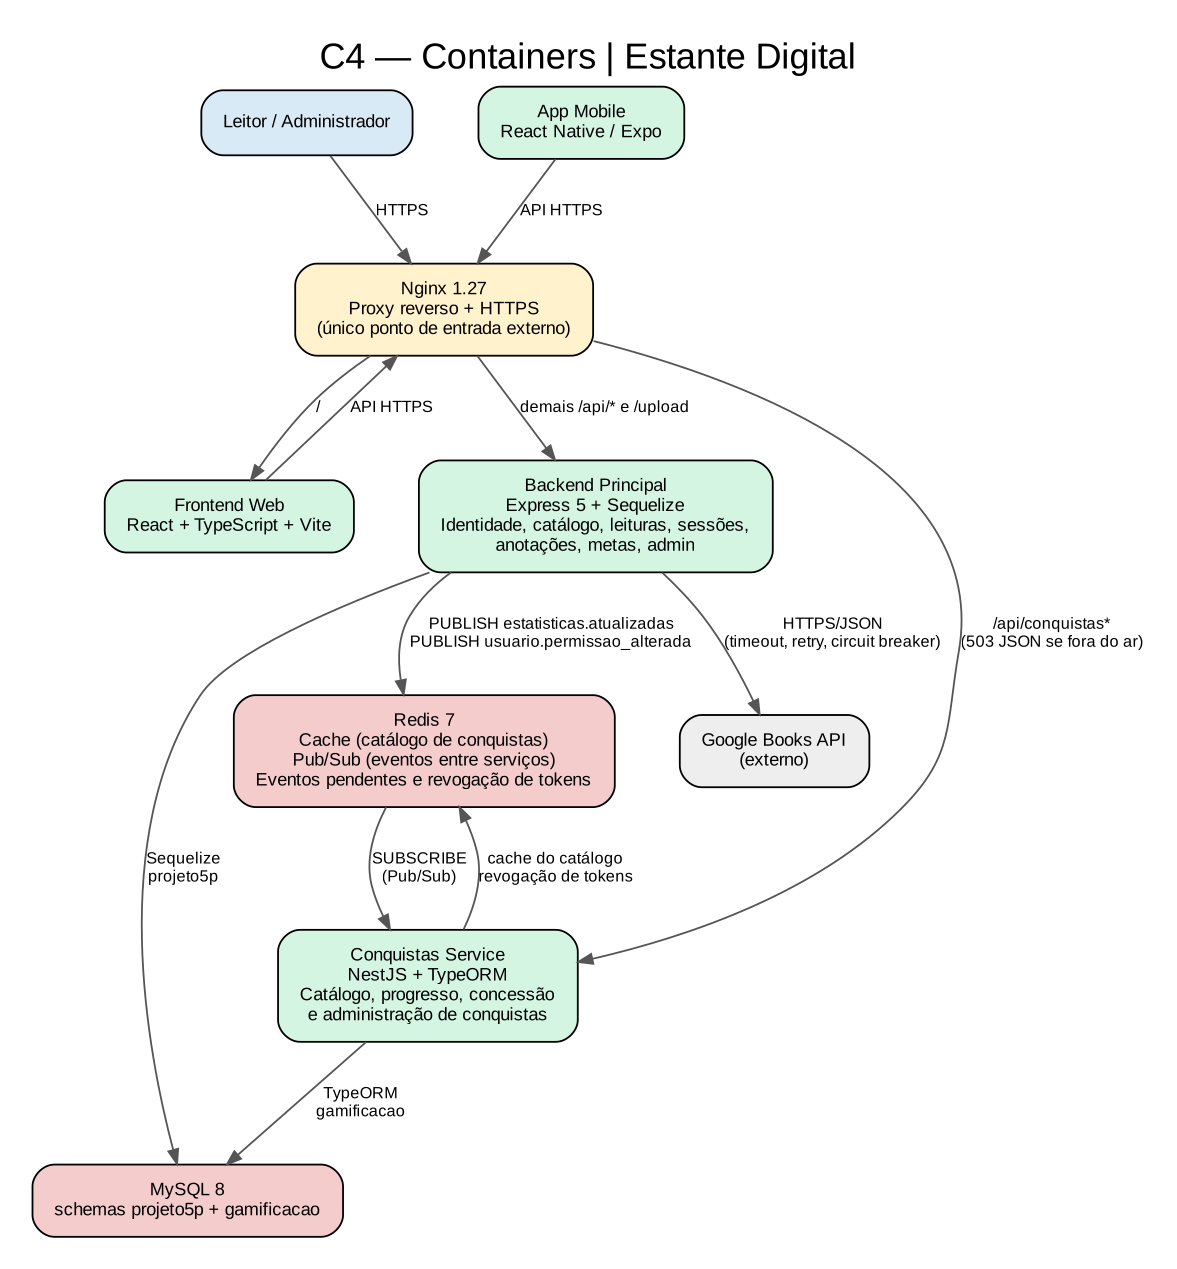 C4 — Containers | Estante Digital
Leitor / Administrador
App Mobile
React Native / Expo
HTTPS
API HTTPS
Nginx 1.27
Proxy reverso + HTTPS
(único ponto de entrada externo)
/
API HTTPS
demais /api/* e /upload
Frontend Web
React + TypeScript + Vite
Backend Principal
Express 5 + Sequelize
Identidade, catálogo, leituras, sessões,
anotações, metas, admin
PUBLISH estatisticas.atualizadas
PUBLISH usuario.permissao_alterada
HTTPS/JSON
(timeout, retry, circuit breaker)
/api/conquistas*
(503 JSON se fora do ar)
Redis 7
Cache (catálogo de conquistas)
Pub/Sub (eventos entre serviços)
Eventos pendentes e revogação de tokens
Google Books API
(externo)
Sequelize
projeto5p
SUBSCRIBE
(Pub/Sub)
cache do catálogo
revogação de tokens
Conquistas Service
NestJS + TypeORM
Catálogo, progresso, concessão
e administração de conquistas
TypeORM
gamificacao
MySQL 8
schemas projeto5p + gamificacao